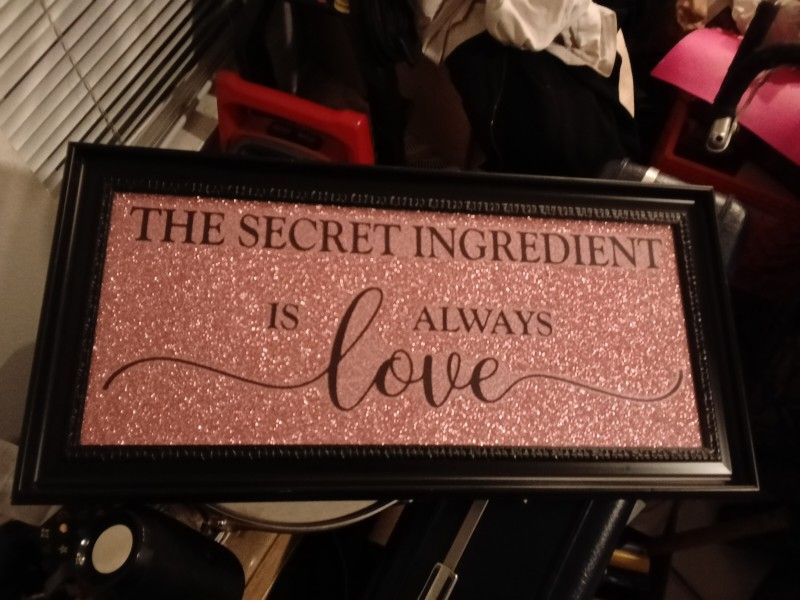 THE SECRET INGREDIENT
IS ALWAYS
love